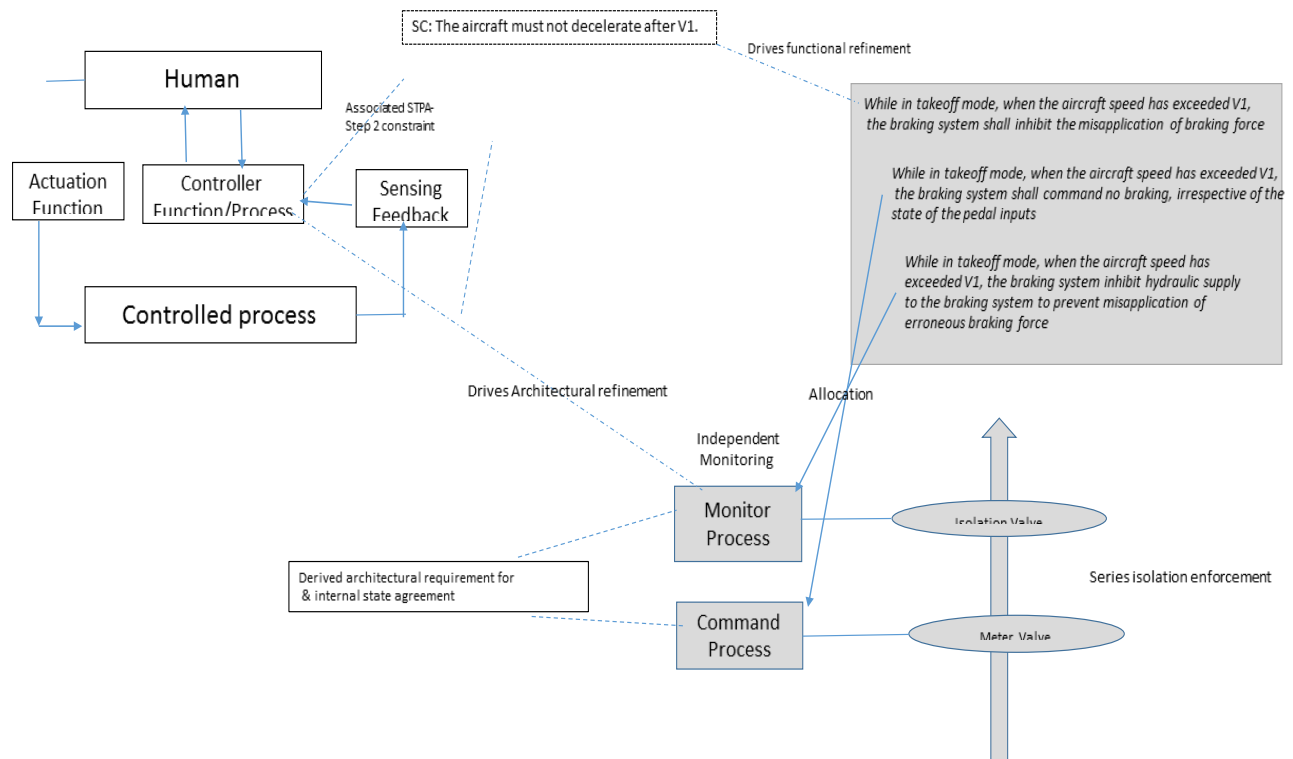 SC: The aircraft must not decelerate after V1.
Drives functional refinement
Human
Associated STPA-
Step 2 constraint
While in takeoff mode, when the aircraft speed has exceeded V1,
the braking system shall inhibit the misapplication of braking force
Actuation
Function
Controller
Function/Process
Sensing
Feedback
While in takeoff mode, when the aircraft speed has exceeded V1,
the braking system shall command no braking, irrespective of the
state of the pedal inputs
While in takeoff mode, when the aircraft speed has
exceeded V1, the braking system inhibit hydraulic supply
to the braking system to prevent misapplication of
erroneous braking force
Controlled process
Drives Architectural refinement
Allocation
Independent
Monitoring
Monitor
Process
Isolation Valve
Derived architectural requirement for
& internal state agreement
Series isolation enforcement
Command
Process
Meter Valve